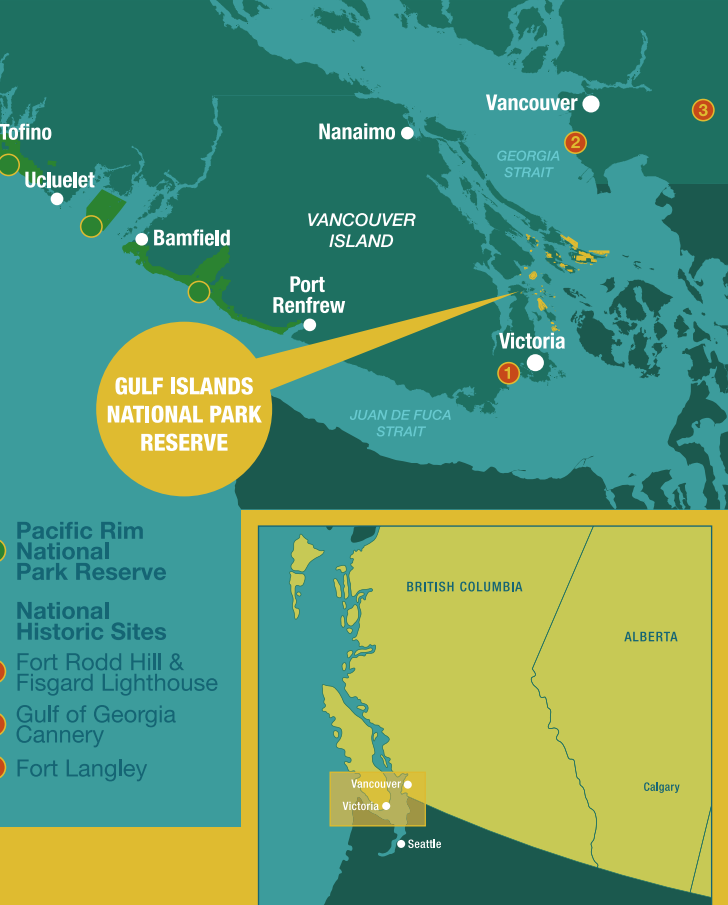 Vancouver
3
Tofino
Nanaimo
2
GEORGIA
STRAIT
Ucluelet
VANCOUVER
ISLAND
Bamfield
Port
Renfrew
Victoria
1
GULF ISLANDS
NATIONAL PARK
RESERVE
JUAN DE FUCA
STRAIT
Pacific Rim
National
Park Reserve
National
Historic Sites
Fort Rodd Hill &
Fisgard Lighthouse
Gulf of Georgia
Cannery
Fort Langley
BRITISH COLUMBIA
ALBERTA
Vancouver
Calgary
Victoria
Seattle